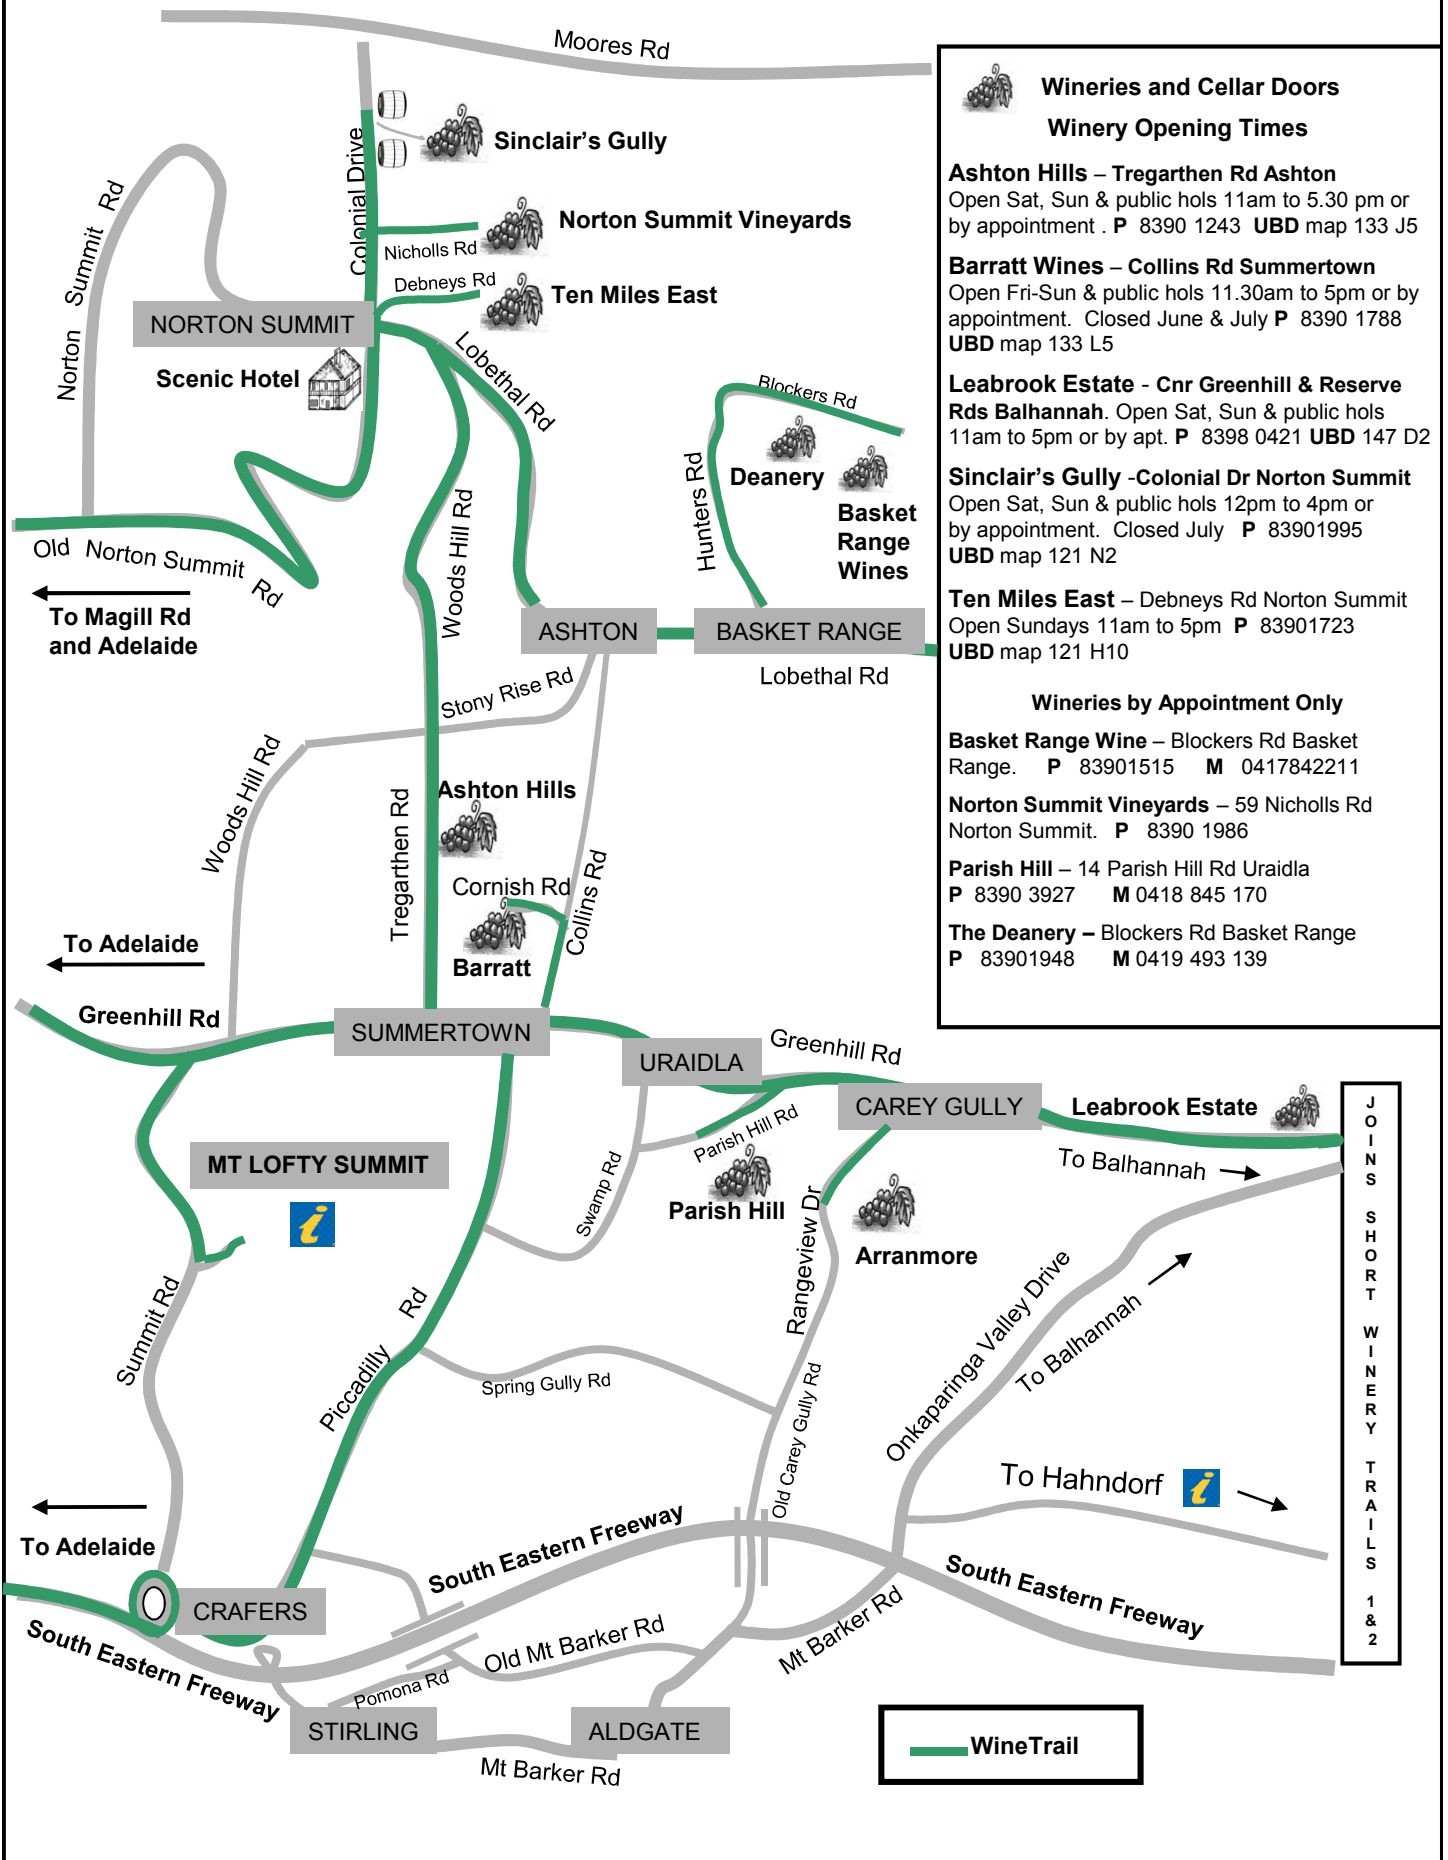 Moores Rd
Colonial Drive
Sinclair's Gully
Norton Summit Rd
Norton Summit Vineyards
Nicholls Rd
Debneys Rd
Ten Miles East
NORTON SUMMIT
Scenic Hotel
Lobethal Rd
Blockers Rd
Deanery
Hunters Rd
Basket
Range
Wines
Woods Hill Rd
Old Norton Summit Rd
To Magill Rd
and Adelaide
ASHTON
BASKET RANGE
Lobethal Rd
Stony Rise Rd
Woods Hill Rd
Ashton Hills
Tregarthen Rd
Cornish Rd
Collins Rd
Barratt
To Adelaide
Greenhill Rd
SUMMERTOWN
URAIDLA
Greenhill Rd
CAREY GULLY
Leabrook Estate
To Balhannah
MT LOFTY SUMMIT
i
Parish Hill Rd
Swamp Rd
Parish Hill
Rangeview Dr
Arranmore
Summit Rd
Piccadilly Rd
Spring Gully Rd
Old Carey Gully Rd
Onkaparinga Valley Drive
To Balhannah
To Hahndorf
i
To Adelaide
CRAFERS
South Eastern Freeway
South Eastern Freeway
South Eastern Freeway
Old Mt Barker Rd
Mt Barker Rd
Pomona Rd
STIRLING
ALDGATE
Mt Barker Rd
WineTrail
Wineries and Cellar Doors
Winery Opening Times
Ashton Hills – Tregarthen Rd Ashton
Open Sat, Sun & public hols 11am to 5.30 pm or
by appointment . P 8390 1243 UBD map 133 J5
Barratt Wines – Collins Rd Summertown
Open Fri-Sun & public hols 11.30am to 5pm or by
appointment. Closed June & July P 8390 1788
UBD map 133 L5
Leabrook Estate - Cnr Greenhill & Reserve
Rds Balhannah. Open Sat, Sun & public hols
11am to 5pm or by apt. P 8398 0421 UBD 147 D2
Sinclair's Gully -Colonial Dr Norton Summit
Open Sat, Sun & public hols 12pm to 4pm or
by appointment. Closed July P 83901995
UBD map 121 N2
Ten Miles East – Debneys Rd Norton Summit
Open Sundays 11am to 5pm P 83901723
UBD map 121 H10
Wineries by Appointment Only
Basket Range Wine – Blockers Rd Basket
Range. P 83901515 M 0417842211
Norton Summit Vineyards – 59 Nicholls Rd
Norton Summit. P 8390 1986
Parish Hill – 14 Parish Hill Rd Uraidla
P 8390 3927 M 0418 845 170
The Deanery – Blockers Rd Basket Range
P 83901948 M 0419 493 139
JOINS SHORT WINERY TRAILS 1&2